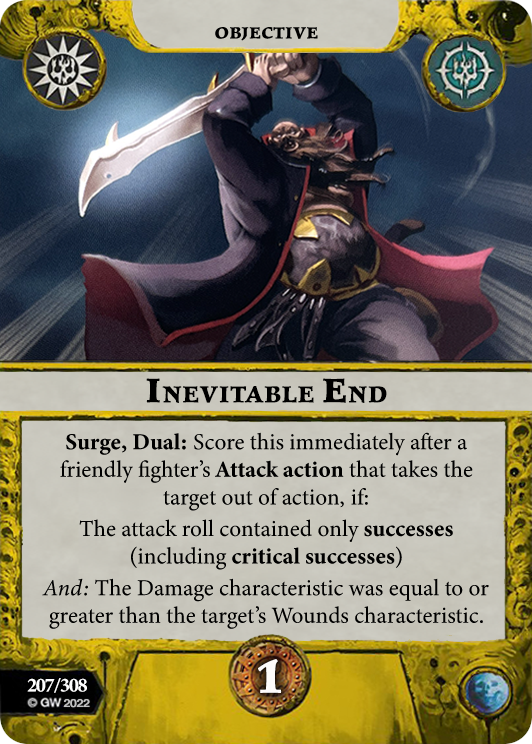 OBJECTIVE
INEVITABLE END
Surge, Dual: Score this immediately after a
friendly fighter's Attack action that takes the
target out of action, if:
The attack roll contained only successes
(including critical successes)
And: The Damage characteristic was equal to or
greater than the target's Wounds characteristic.
1
207/308
© GW 2022